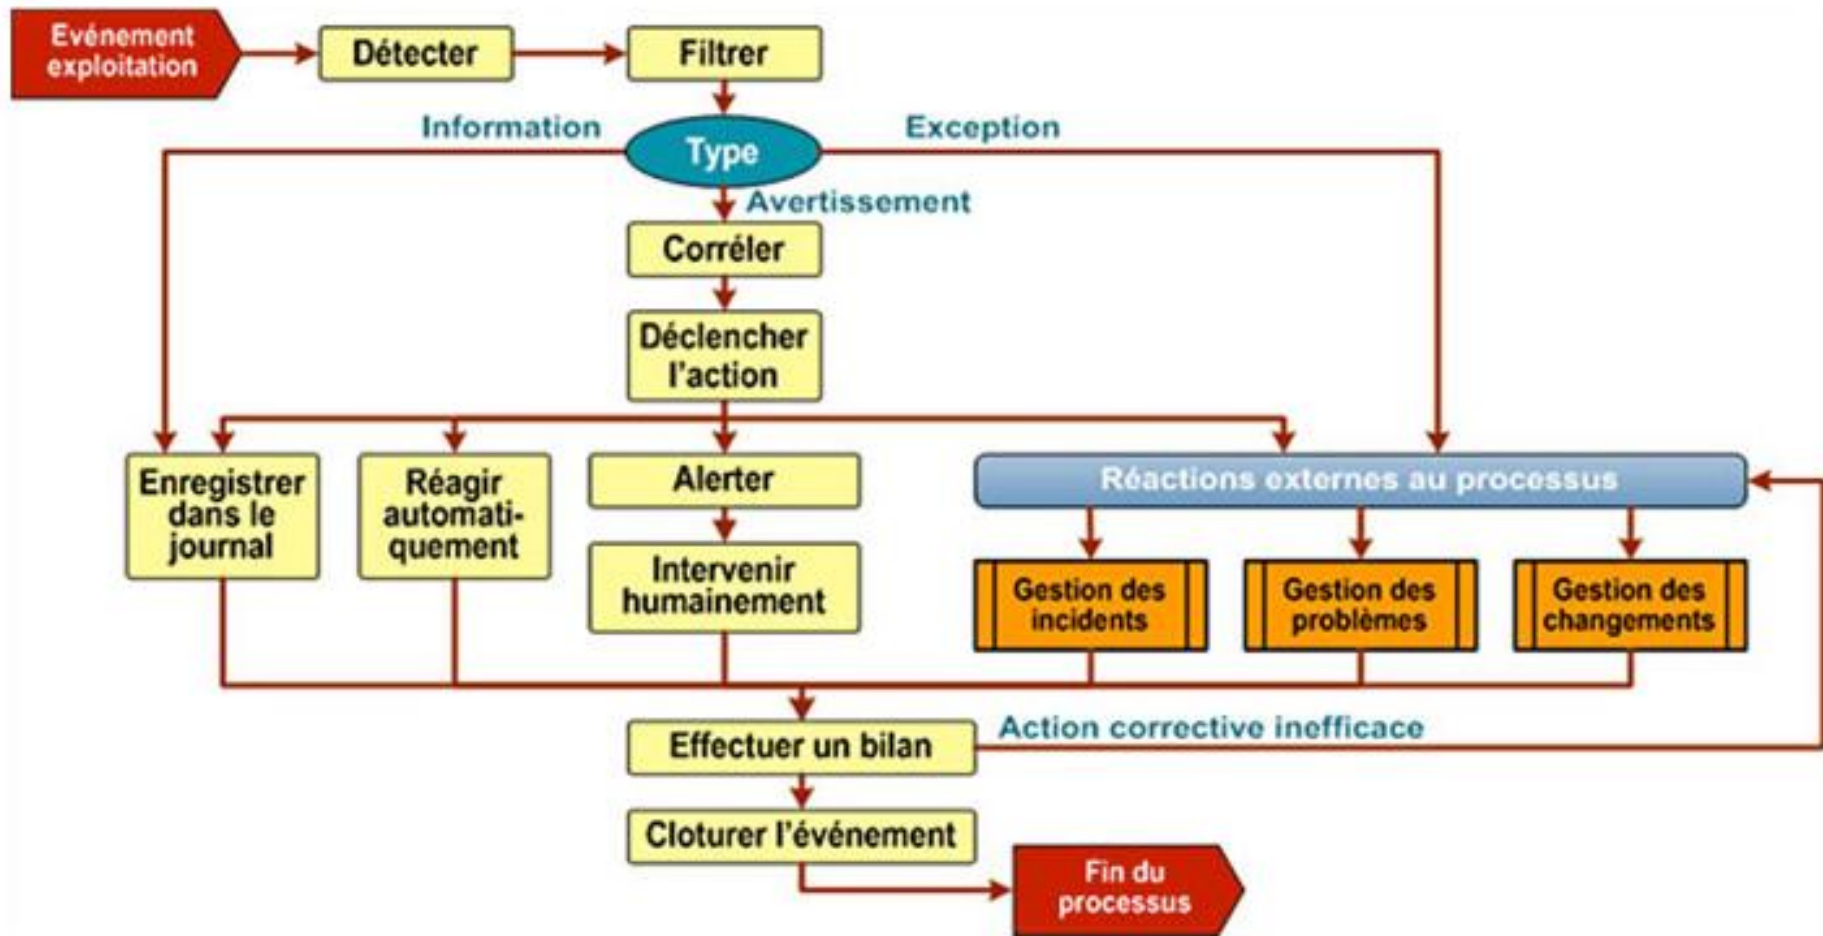 Evénement
exploitation
Détecter
Filtrer
Information
Type
Exception
Avertissement
Corréler
Déclencher
l'action
Enregistrer
dans le
journal
Réagir
automati-
quement
Alerter
Intervenir
humainement
Réactions externes au processus
Gestion des
incidents
Gestion des
problèmes
Gestion des
changements
Effectuer un bilan
Action corrective inefficace
Cloturer l'événement
Fin du
processus